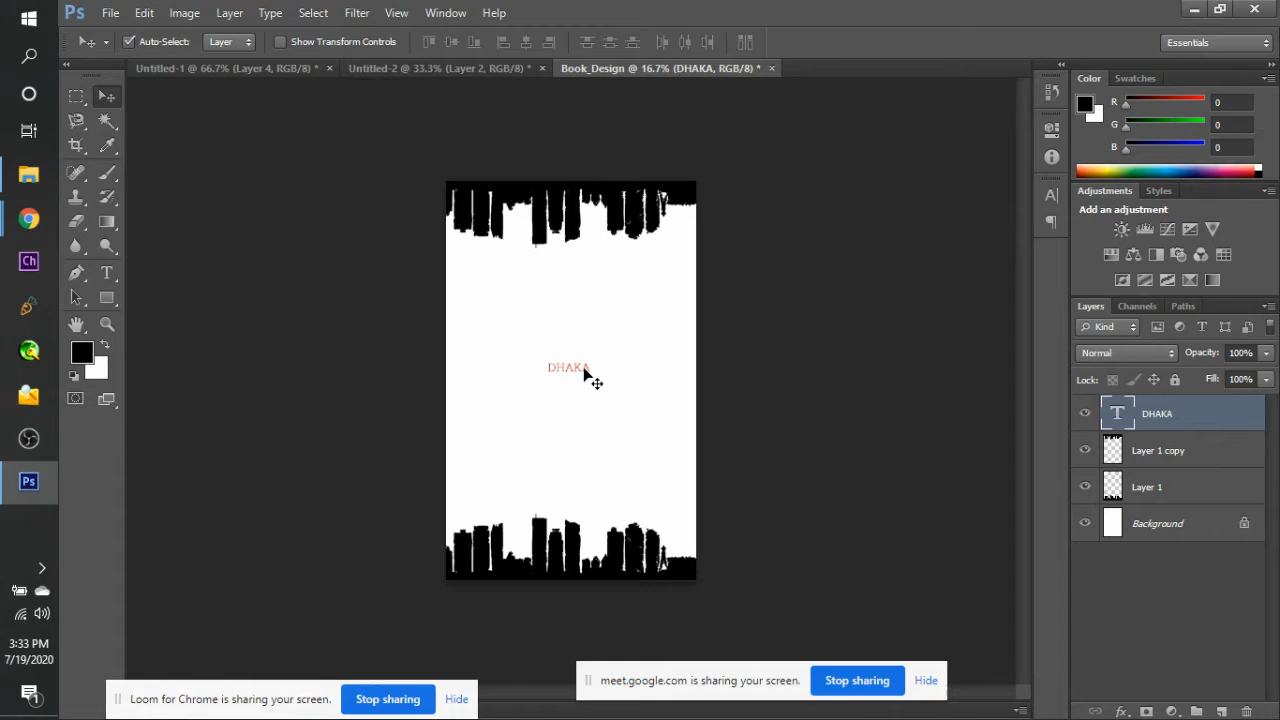 Ps File Edit Image Layer Type Select Filter View Window Help
Auto-Select: Layer Show Transform Controls Essentials
Untitled-1 @ 66.7% (Layer 4, RGB/8) * × Untitled-2 @ 33.3% (Layer 2, RGB/8) * × Book_Design @ 16.7% (DHAKA, RGB/8) * ×
Color Swatches
R 0
G 0
B 0
Adjustments Styles
Add an adjustment
Layers Channels Paths
Kind
Normal Opacity: 100%
Lock: Fill: 100%
DHAKA
Layer 1 copy
Layer 1
Background
DHAKA
Ch
Ps
3:33 PM
7/19/2020
1
Loom for Chrome is sharing your screen. Stop sharing Hide
meet.google.com is sharing your screen. Stop sharing Hide